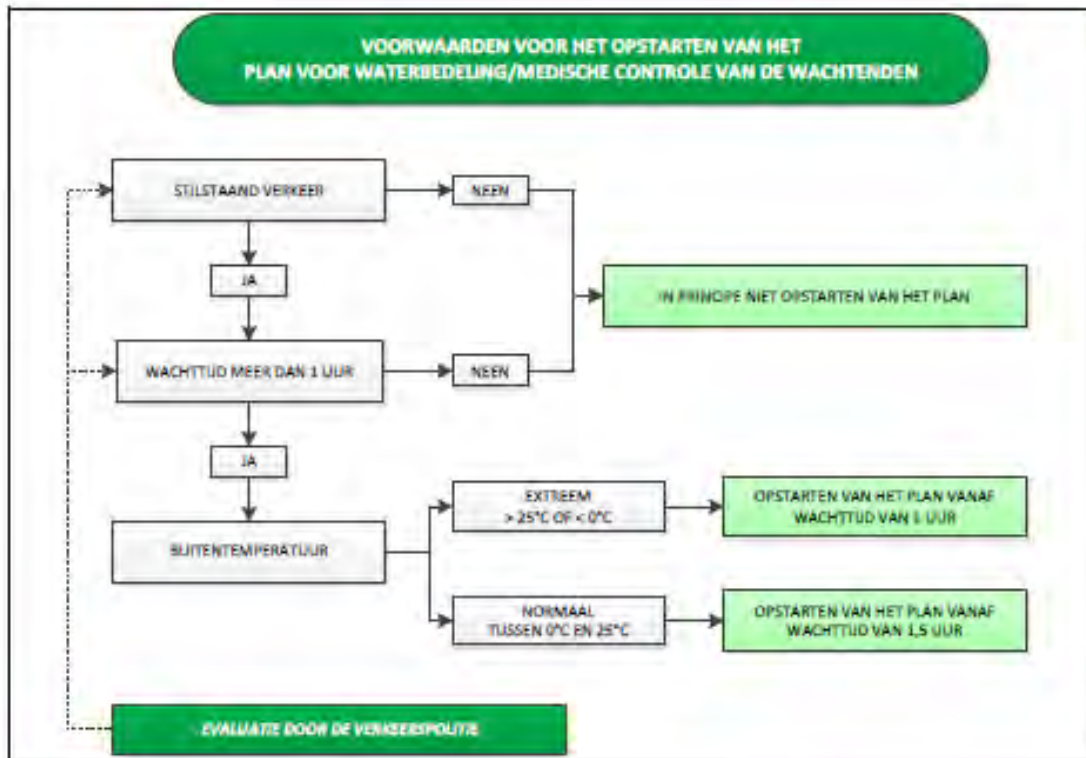 VOORWAARDEN VOOR HET OPSTARTEN VAN HET
PLAN VOOR WATERBEDELING/MEDISCHE CONTROLE VAN DE WACHTENDEN
STILSTAAND VERKEER
NEEN
JA
IN PRINCIPE NIET OPSTARTEN VAN HET PLAN
WACHTTIJD MEER DAN 1 UUR
NEEN
JA
EXTREEM
> 25°C OF < 0°C
OPSTARTEN VAN HET PLAN VANAF
WACHTTIJD VAN 1 UUR
BUITENTEMPERATUUR
NORMAAL
TUSSEN 0°C EN 25°C
OPSTARTEN VAN HET PLAN VANAF
WACHTTIJD VAN 1,5 UUR
EVALUATIE DOOR DE VERKEERSPOLITIE